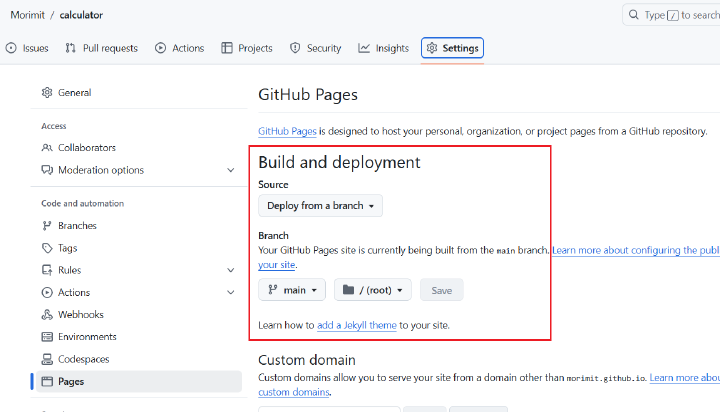 Morimit / calculator
Type / to search
Issues Pull requests Actions Projects Security Insights Settings
General
Access
Collaborators
Moderation options
Code and automation
Branches
Tags
Rules
Actions
Webhooks
Environments
Codespaces
Pages
GitHub Pages
GitHub Pages is designed to host your personal, organization, or project pages from a GitHub repository.
Build and deployment
Source
Deploy from a branch
Branch
Your GitHub Pages site is currently being built from the main branch. Learn more about configuring the publ
your site.
main / (root) Save
Learn how to add a Jekyll theme to your site.
Custom domain
Custom domains allow you to serve your site from a domain other than morimit.github.io. Learn more abou
custom domains.